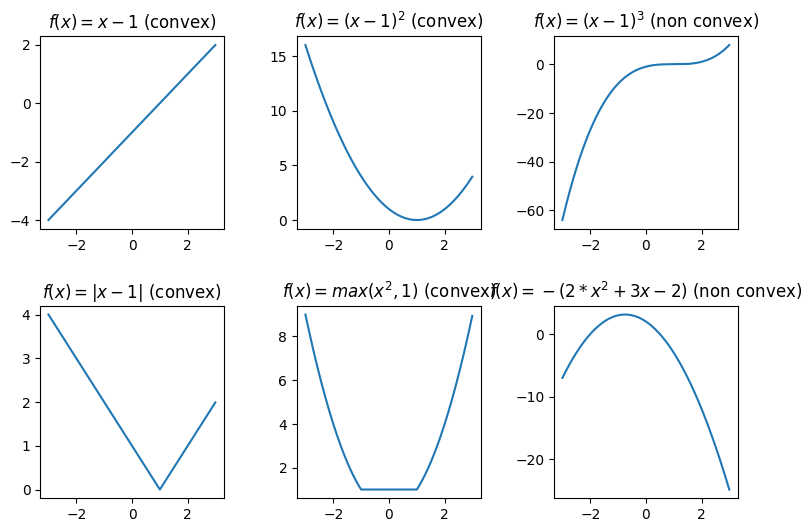 f(x) = x − 1 (convex)
f(x) = (x − 1)² (convex)
f(x) = (x − 1)³ (non convex)
2
0
−2
−4
−2 0 2
15
10
5
0
−2 0 2
0
−20
−40
−60
−2 0 2
f(x) = |x − 1| (convex)
f(x) = max(x², 1) (convex)
f(x) = −(2 * x² + 3x − 2) (non convex)
4
3
2
1
0
−2 0 2
8
6
4
2
−2 0 2
0
−10
−20
−2 0 2